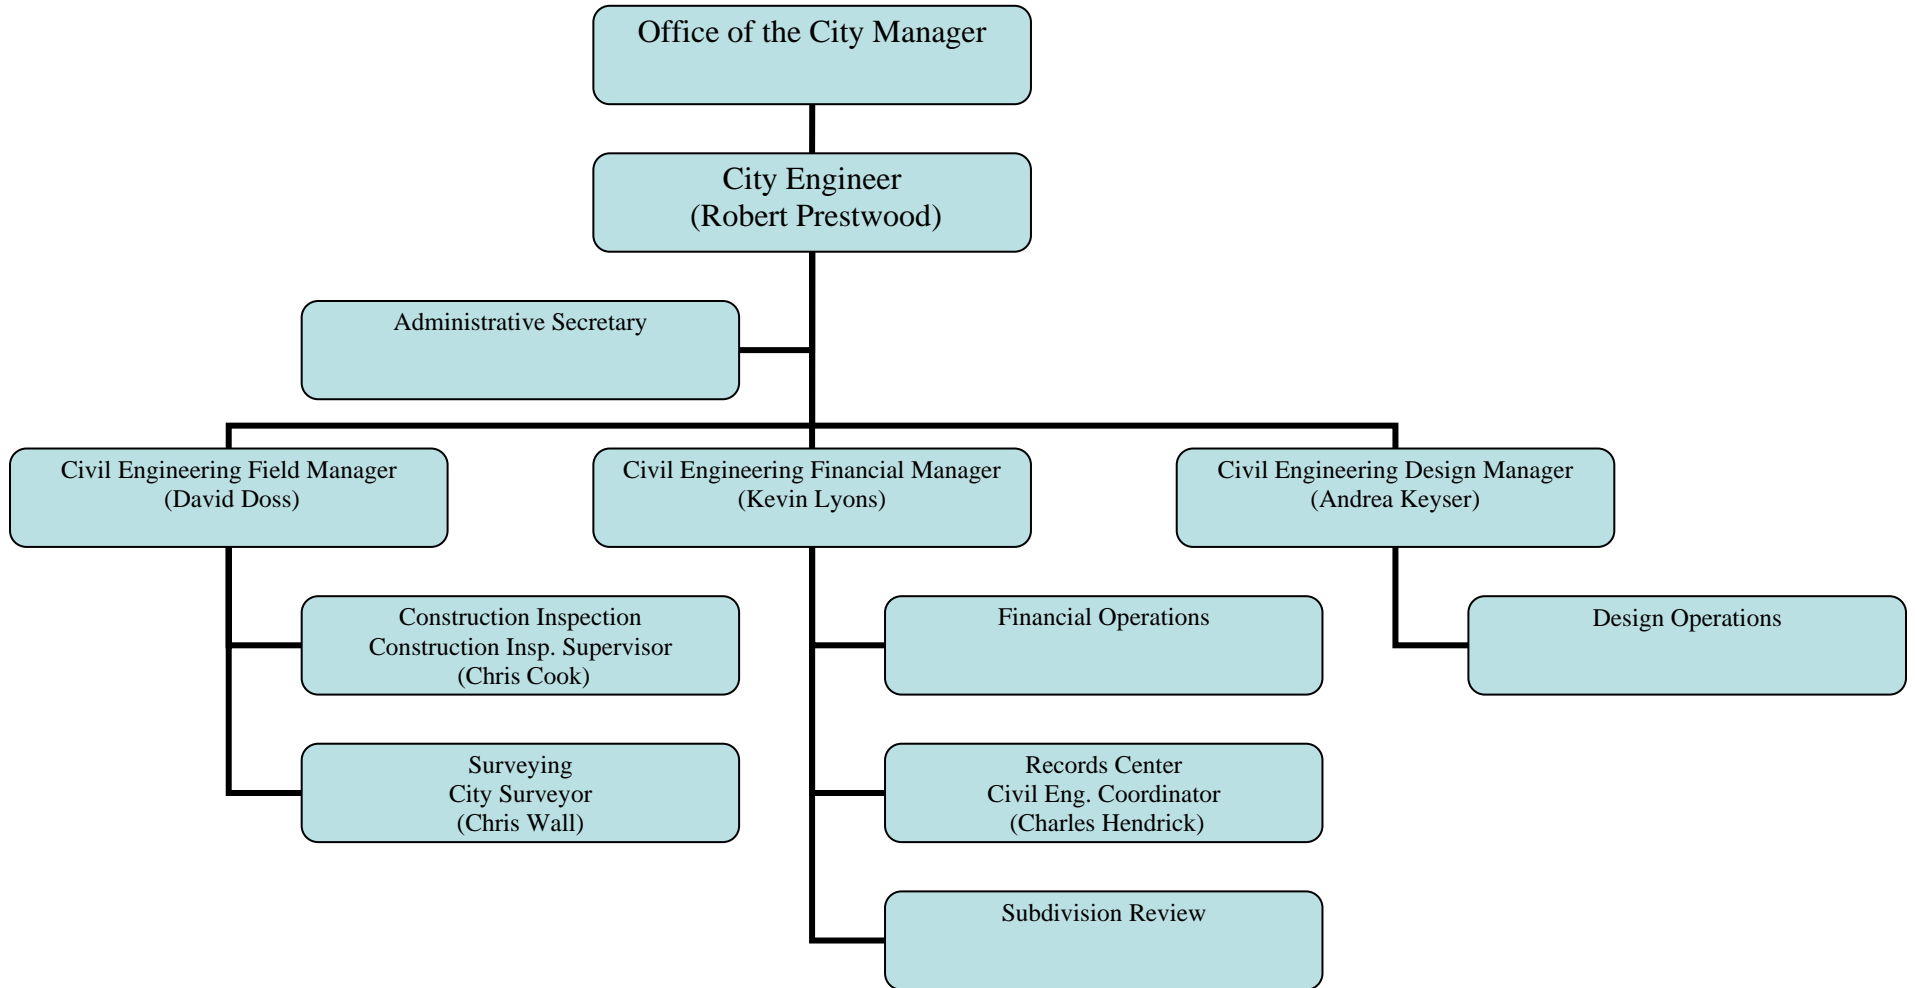 Office of the City Manager
City Engineer
(Robert Prestwood)
Administrative Secretary
Civil Engineering Field Manager
(David Doss)
Civil Engineering Financial Manager
(Kevin Lyons)
Civil Engineering Design Manager
(Andrea Keyser)
Construction Inspection
Construction Insp. Supervisor
(Chris Cook)
Financial Operations
Design Operations
Surveying
City Surveyor
(Chris Wall)
Records Center
Civil Eng. Coordinator
(Charles Hendrick)
Subdivision Review